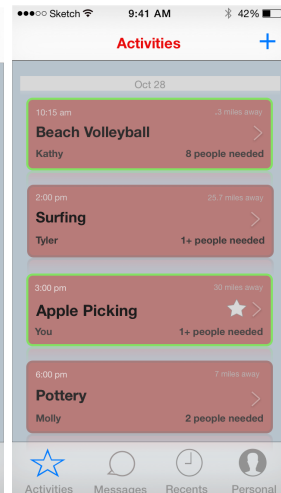 ●●●○○ Sketch 9:41 AM 42%
Activities +
Oct 28
10:15 am .3 miles away
Beach Volleyball
Kathy 8 people needed
2:00 pm 25.7 miles away
Surfing
Tyler 1+ people needed
3:00 pm 30 miles away
Apple Picking
You 1+ people needed
6:00 pm 7 miles away
Pottery
Molly 2 people needed
Activities Messages Recents Personal